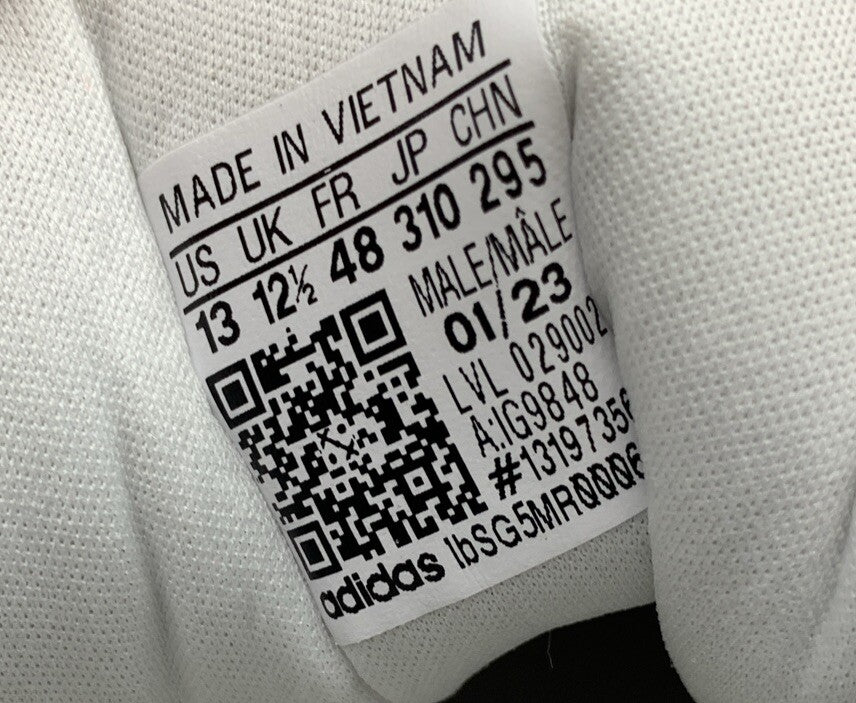 MADE IN VIETNAM
US UK FR JP CHN
13 12½ 48 310 295
MALE/MÂLE
01/23
LVL 029002
A:IG9848
#1319735
adidas IbSG5MR0006